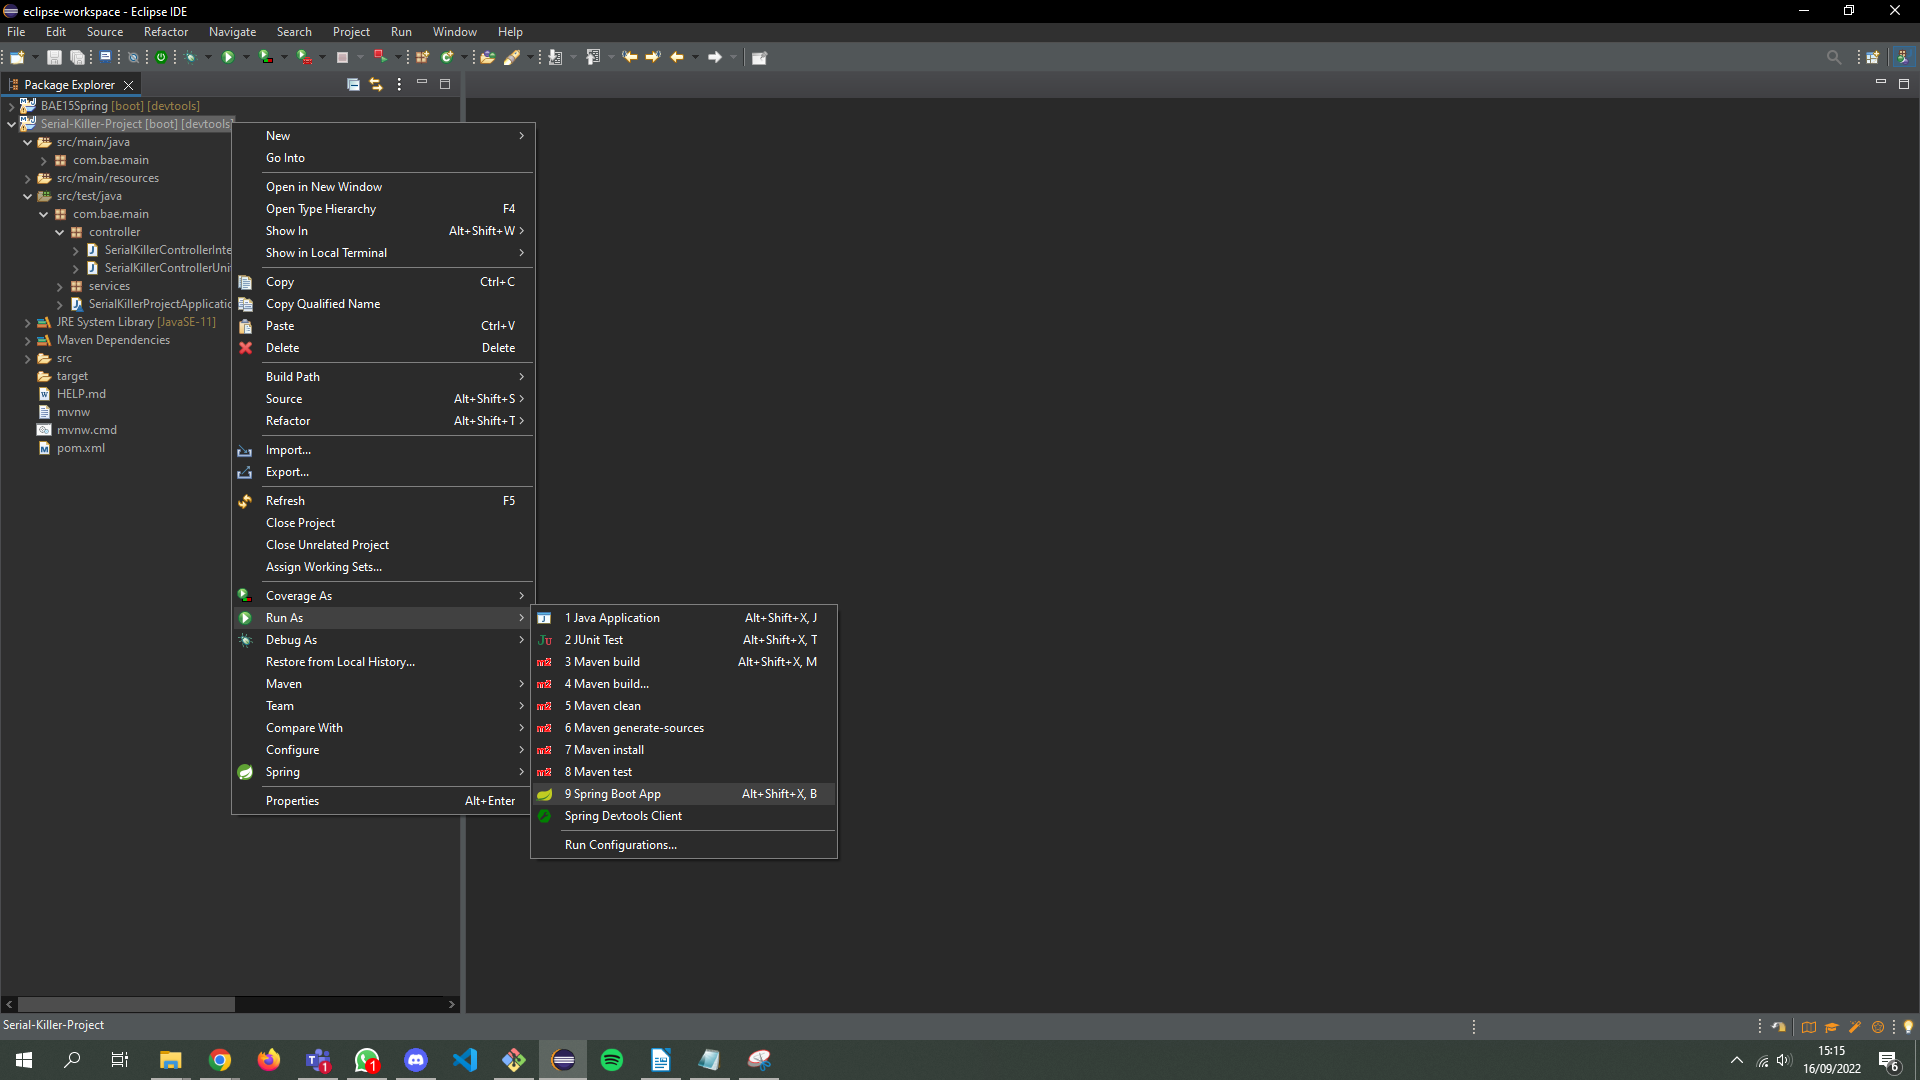 eclipse-workspace - Eclipse IDE
File Edit Source Refactor Navigate Search Project Run Window Help
Package Explorer
BAE15Spring [boot] [devtools]
Serial-Killer-Project [boot] [devtools]
src/main/java
com.bae.main
src/main/resources
src/test/java
com.bae.main
controller
SerialKillerControllerInte
SerialKillerControllerUni
services
SerialKillerProjectApplicatio
JRE System Library [JavaSE-11]
Maven Dependencies
src
target
HELP.md
mvnw
mvnw.cmd
pom.xml
New
Go Into
Open in New Window
Open Type Hierarchy F4
Show In Alt+Shift+W
Show in Local Terminal
Copy Ctrl+C
Copy Qualified Name
Paste Ctrl+V
Delete Delete
Build Path
Source Alt+Shift+S
Refactor Alt+Shift+T
Import...
Export...
Refresh F5
Close Project
Close Unrelated Project
Assign Working Sets...
Coverage As
Run As
Debug As
Restore from Local History...
Maven
Team
Compare With
Configure
Spring
Properties Alt+Enter
1 Java Application Alt+Shift+X, J
2 JUnit Test Alt+Shift+X, T
3 Maven build Alt+Shift+X, M
4 Maven build...
5 Maven clean
6 Maven generate-sources
7 Maven install
8 Maven test
9 Spring Boot App Alt+Shift+X, B
Spring Devtools Client
Run Configurations...
Serial-Killer-Project
1
1
15:15
16/09/2022
6